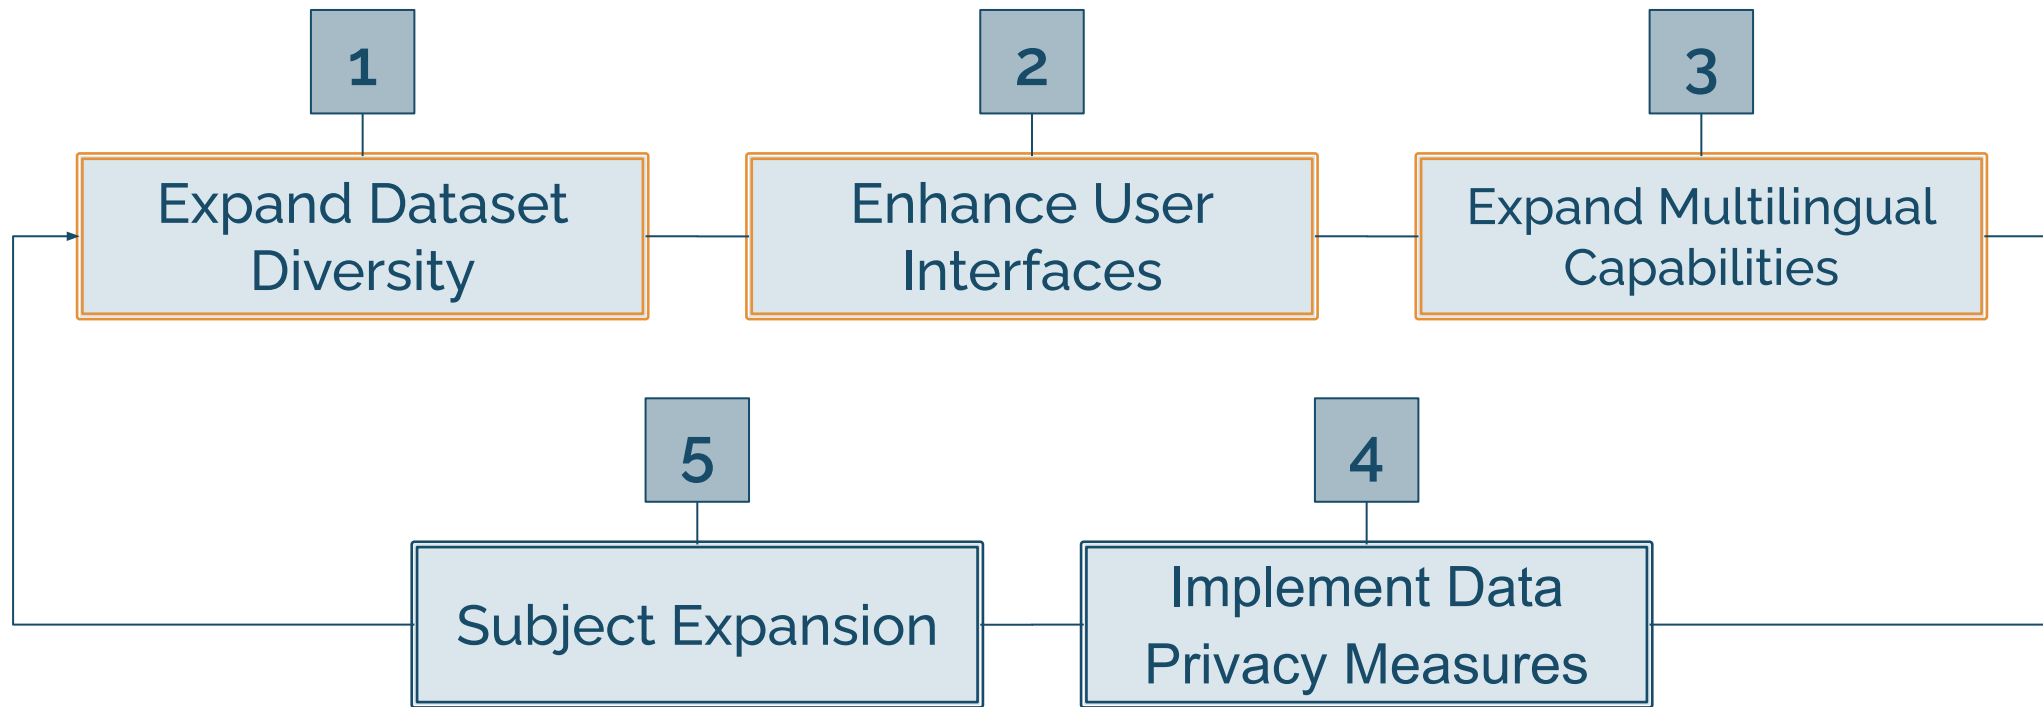 1
Expand Dataset
Diversity
2
Enhance User
Interfaces
3
Expand Multilingual
Capabilities
4
Implement Data
Privacy Measures
5
Subject Expansion